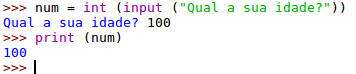 >>> num = int (input ("Qual a sua idade?"))
Qual a sua idade? 100
>>> print (num)
100
>>>